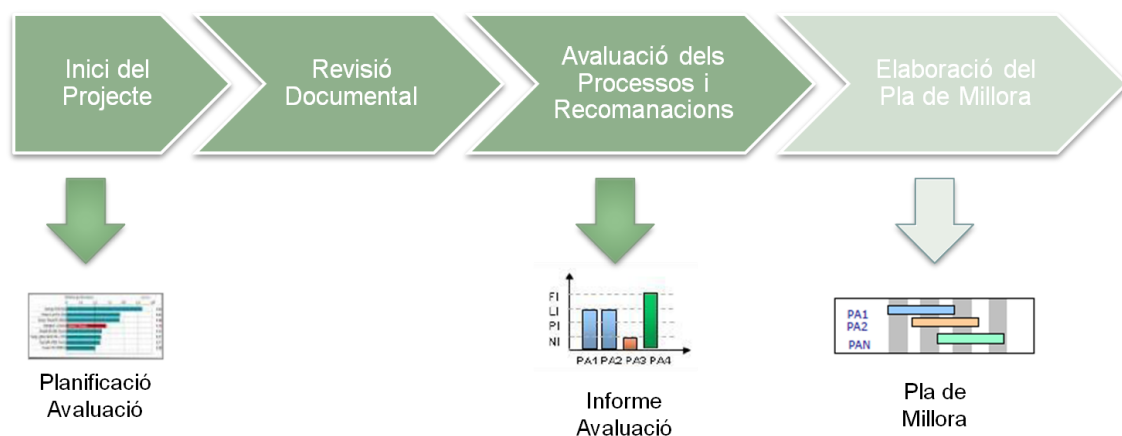 Inici del
Projecte
Revisió
Documental
Avaluació dels
Processos i
Recomanacions
Elaboració del
Pla de Millora
Planificació
Avaluació
FI
LI
PI
NI
PA1 PA2 PA3 PA4
Informe
Avaluació
PA1
PA2
PAN
Pla de
Millora